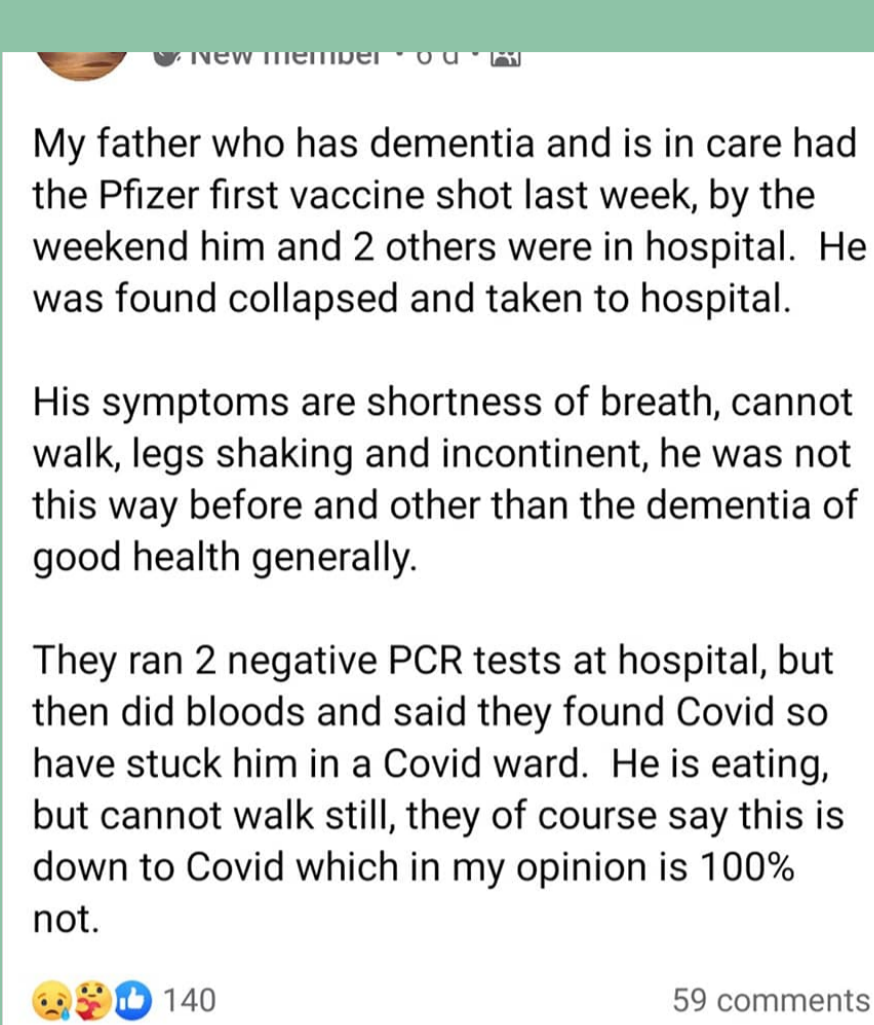 New member · 6 d ·
My father who has dementia and is in care had
the Pfizer first vaccine shot last week, by the
weekend him and 2 others were in hospital.  He
was found collapsed and taken to hospital.
His symptoms are shortness of breath, cannot
walk, legs shaking and incontinent, he was not
this way before and other than the dementia of
good health generally.
They ran 2 negative PCR tests at hospital, but
then did bloods and said they found Covid so
have stuck him in a Covid ward.  He is eating,
but cannot walk still, they of course say this is
down to Covid which in my opinion is 100%
not.
140 59 comments